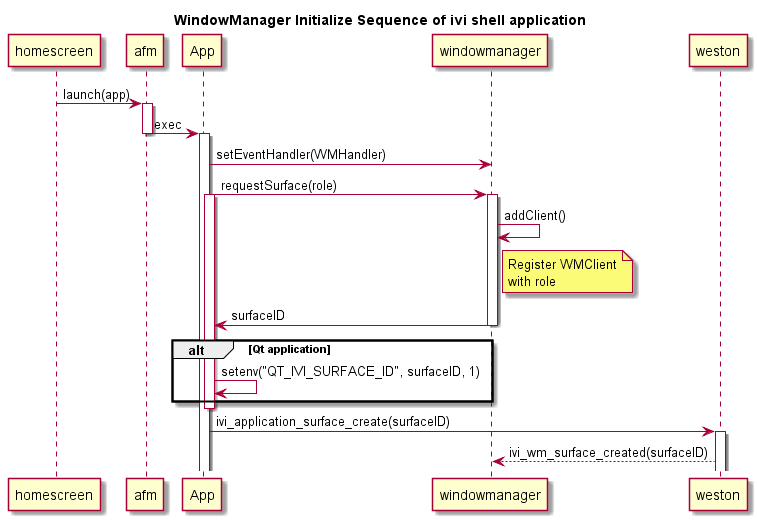 WindowManager Initialize Sequence of ivi shell application
homescreen afm App windowmanager weston
launch(app)
exec
setEventHandler(WMHandler)
requestSurface(role)
addClient()
Register WMClient
with role
surfaceID
alt [Qt application]
setenv("QT_IVI_SURFACE_ID", surfaceID, 1)
ivi_application_surface_create(surfaceID)
ivi_wm_surface_created(surfaceID)
homescreen afm App windowmanager weston